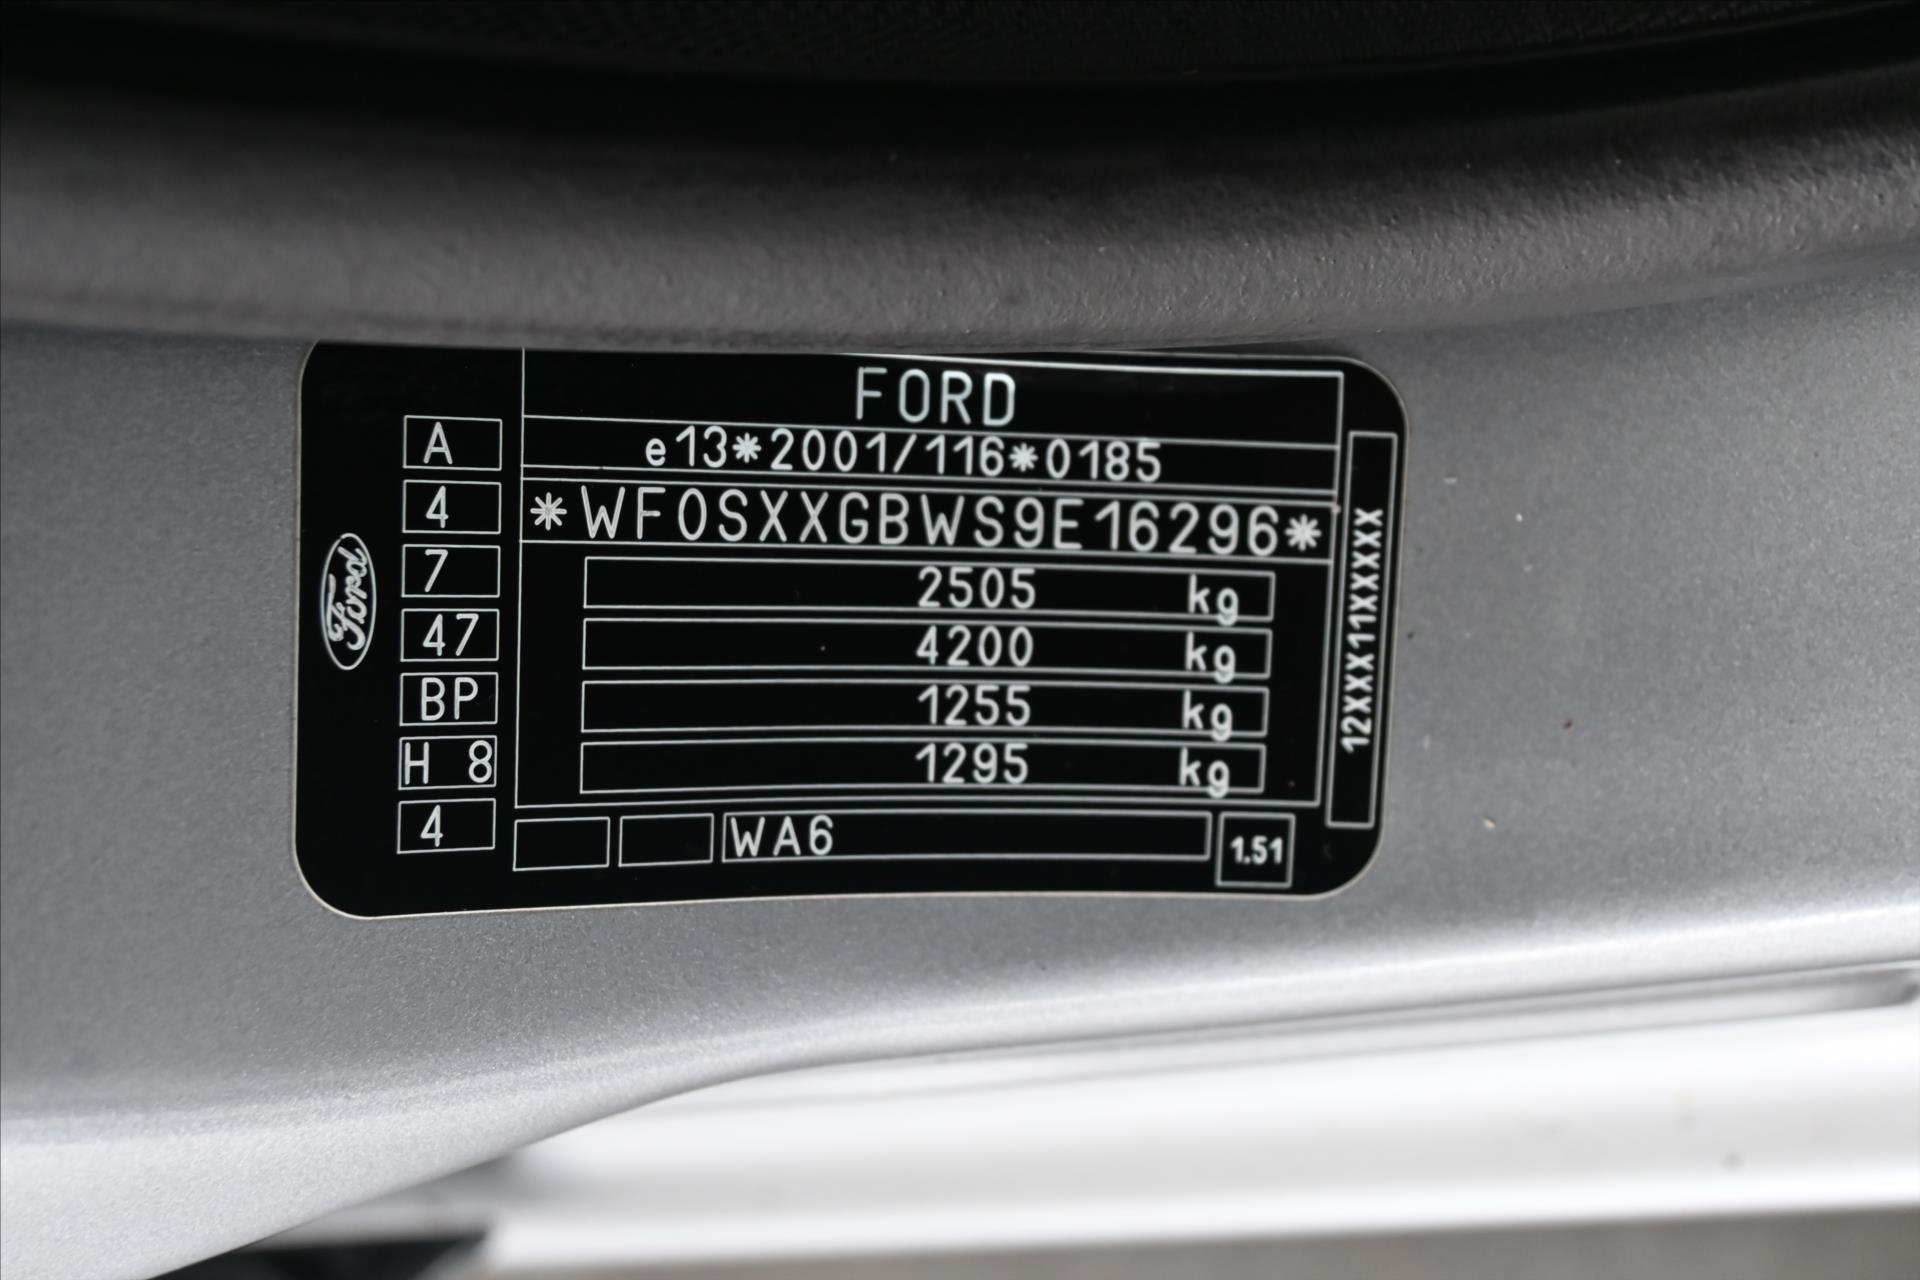 Ford
A
4
7
47
BP
H 8
4
FORD
e13*2001/116*0185
*WF0SXXGBWS9E16296*
2505 kg
4200 kg
1255 kg
1295 kg
WA6
1.51
12XXX11XXXX